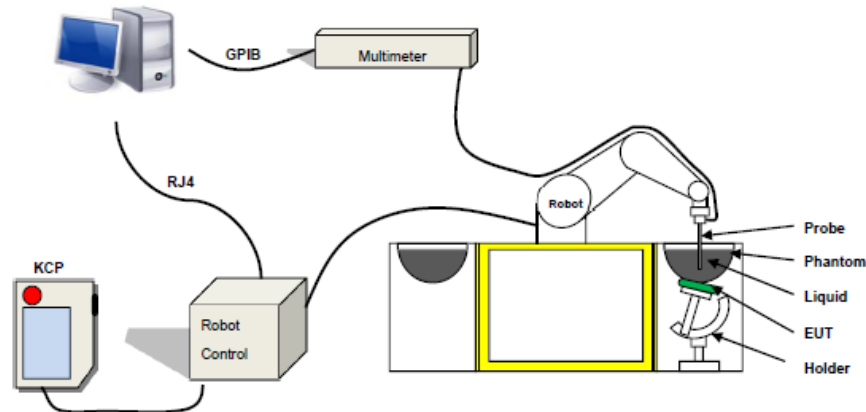 GPIB
Multimeter
RJ4
Robot
KCP
Robot
Control
Probe
Phantom
Liquid
EUT
Holder